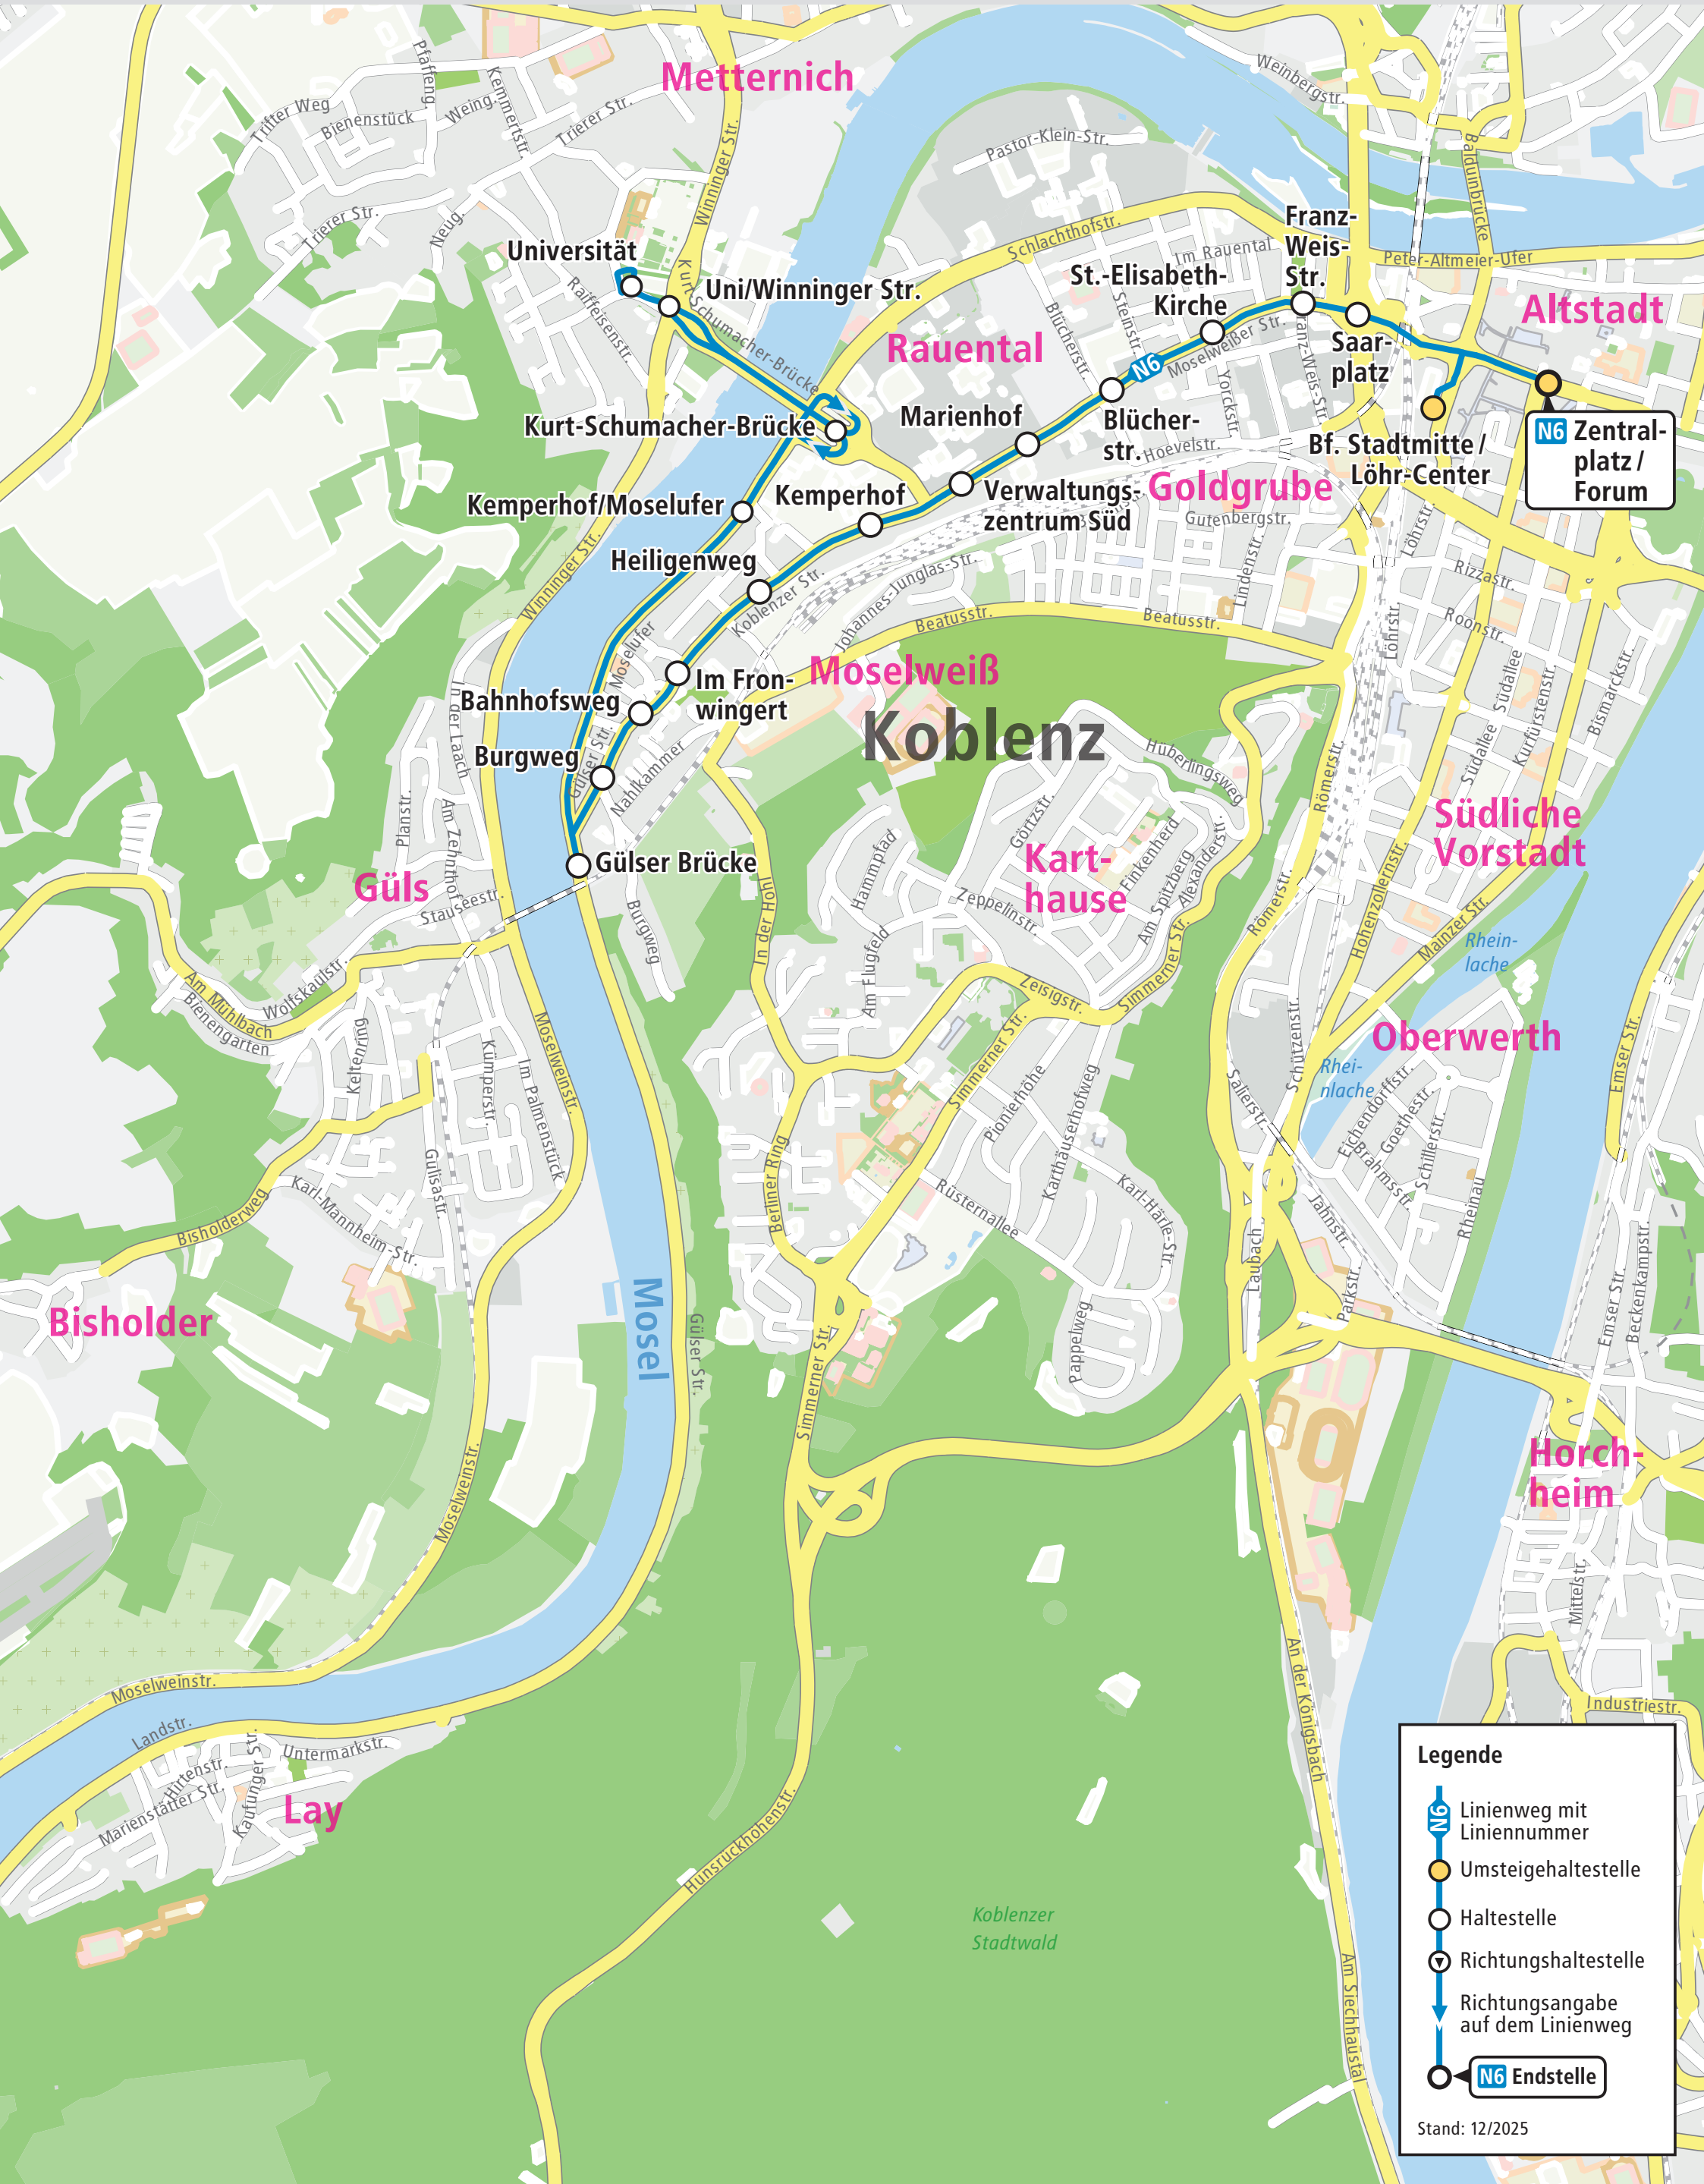 Metternich
Pfaffeng.
Kemmertstr.
Weing.
Trifter Weg
Bienenstück
Trierer Str.
Trierer Str.
Neug.
Winninger Str.
Weinbergstr.
Balduinbrücke
Pastor-Klein-Str.
Schlachthofstr.
Im Rauental
Peter-Altmeier-Ufer
Franz-
Weis-
Str.
St.-Elisabeth-
Kirche
Altstadt
Universität
Uni/Winninger Str.
Kurt-Schumacher-Brücke
Raiffeisenstr.
Rauental
Blücherstr.
Steinstr.
Moselweißer Str.
N6
Saar-
platz
Yorckstr.
Kurt-Schumacher-Brücke
Marienhof
Blücher-
str.
Hoevelstr.
Bf. Stadtmitte /
Löhr-Center
N6 Zentral-
platz /
Forum
Kemperhof/Moselufer
Kemperhof
Verwaltungs-
zentrum Süd
Goldgrube
Gutenbergstr.
Löhrstr.
Winninger Str.
Heiligenweg
Koblenzer Str.
Johannes-Junglas-Str.
Lindenstr.
Rizzastr.
Beatusstr.
Beatusstr.
Roonstr.
Löhrstr.
Moselufer
Im Fron-
wingert
Moselweiß
Koblenz
Bahnhofsweg
Burgweg
Gülser Str.
Nahlkammer
In der Laach
Südallee
Südallee
Kurfürstenstr.
Bismarckstr.
Hüberlingsweg
Römerstr.
Planstr.
Am Zehnthof
Görtzstr.
Südliche
Vorstadt
Gülser Brücke
Güls
Stauseestr.
Hammpfad
Kart-
hause
Finkenherd
Am Spitzberg
Alexanderstr.
Zeppelinstr.
Burgweg
In der Hohl
Am Flugfeld
Römerstr.
Hohenzollernstr.
Mainzer Str.
Rhein-
lache
Wolfskaulstr.
Am Mühlbach
Bienengarten
Zeisigstr.
Simmerner Str.
Simmerner Str.
Oberwerth
Emser Str.
Moselweinstr.
Keltenring
Kümperstr.
Im Palmenstück
Schützenstr.
Rhei-
nlache
Salierstr.
Pionierhöhe
Karthäuserhofweg
Eichendorffstr.
Goethestr.
Brahmsstr.
Schillerstr.
Gulisastr.
Berliner Ring
Rüsternallee
Karl-Härle-Str.
Jahnstr.
Rheinau
Bisholderweg
Karl-Mannheim-Str.
Laubach
Parkstr.
Emser Str.
Beckenkampstr.
Bisholder
Mosel
Gülser Str.
Simmerner Str.
Pappelweg
Moselweinstr.
Horch-
heim
Mittelstr.
Moselweinstr.
An der Königsbach
Industriestr.
Landstr.
Hirtenstr.
Untermarkstr.
Marienstätter Str.
Kaufunger Str.
Lay
Hunsrückhöhenstr.
Koblenzer
Stadtwald
Am Siechhaustal
Legende
N6
Linienweg mit
Liniennummer
Umsteigehaltestelle
Haltestelle
Richtungshaltestelle
Richtungsangabe
auf dem Linienweg
N6 Endstelle
Stand: 12/2025